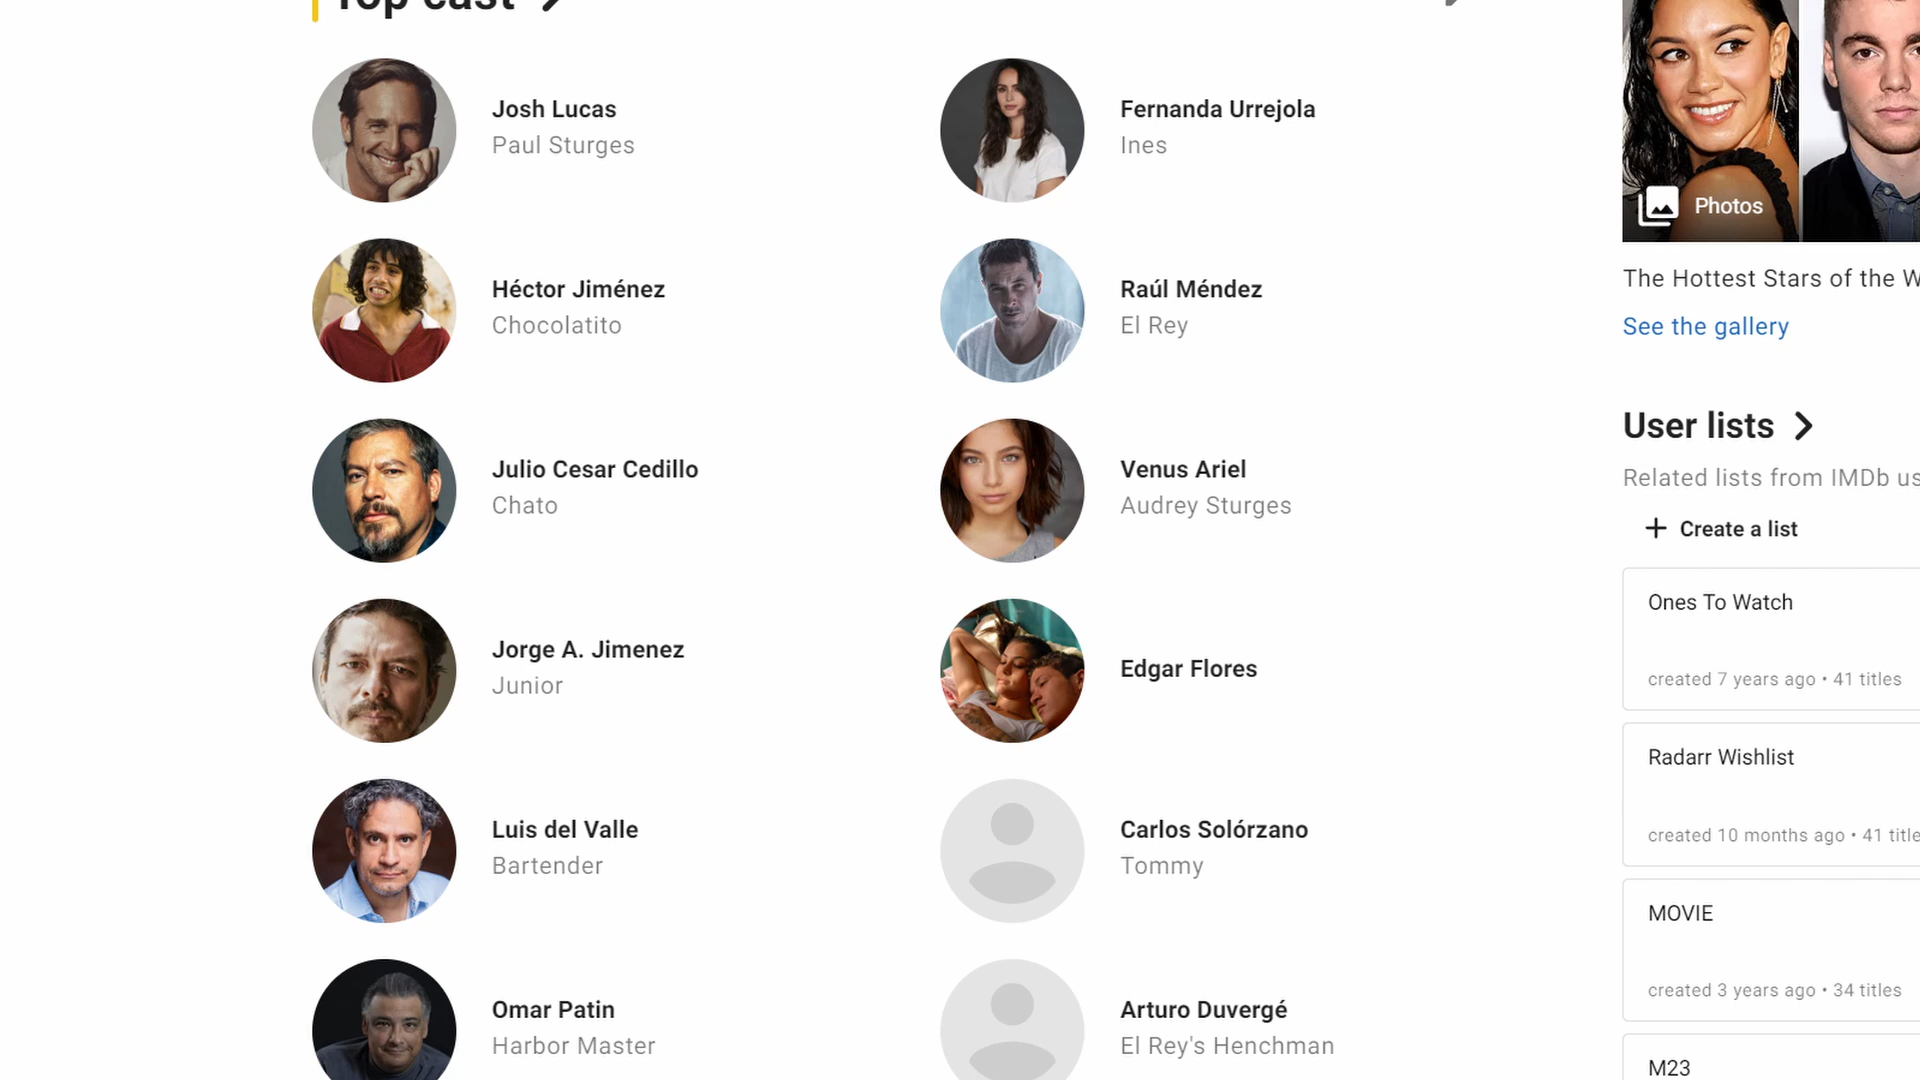 Top cast
Josh Lucas
Paul Sturges
Fernanda Urrejola
Ines
Héctor Jiménez
Chocolatito
Raúl Méndez
El Rey
Julio Cesar Cedillo
Chato
Venus Ariel
Audrey Sturges
Jorge A. Jimenez
Junior
Edgar Flores
Luis del Valle
Bartender
Carlos Solórzano
Tommy
Omar Patin
Harbor Master
Arturo Duvergé
El Rey's Henchman
Photos
The Hottest Stars of the W
See the gallery
User lists
Related lists from IMDb us
Create a list
Ones To Watch
created 7 years ago • 41 titles
Radarr Wishlist
created 10 months ago • 41 title
MOVIE
created 3 years ago • 34 titles
M23